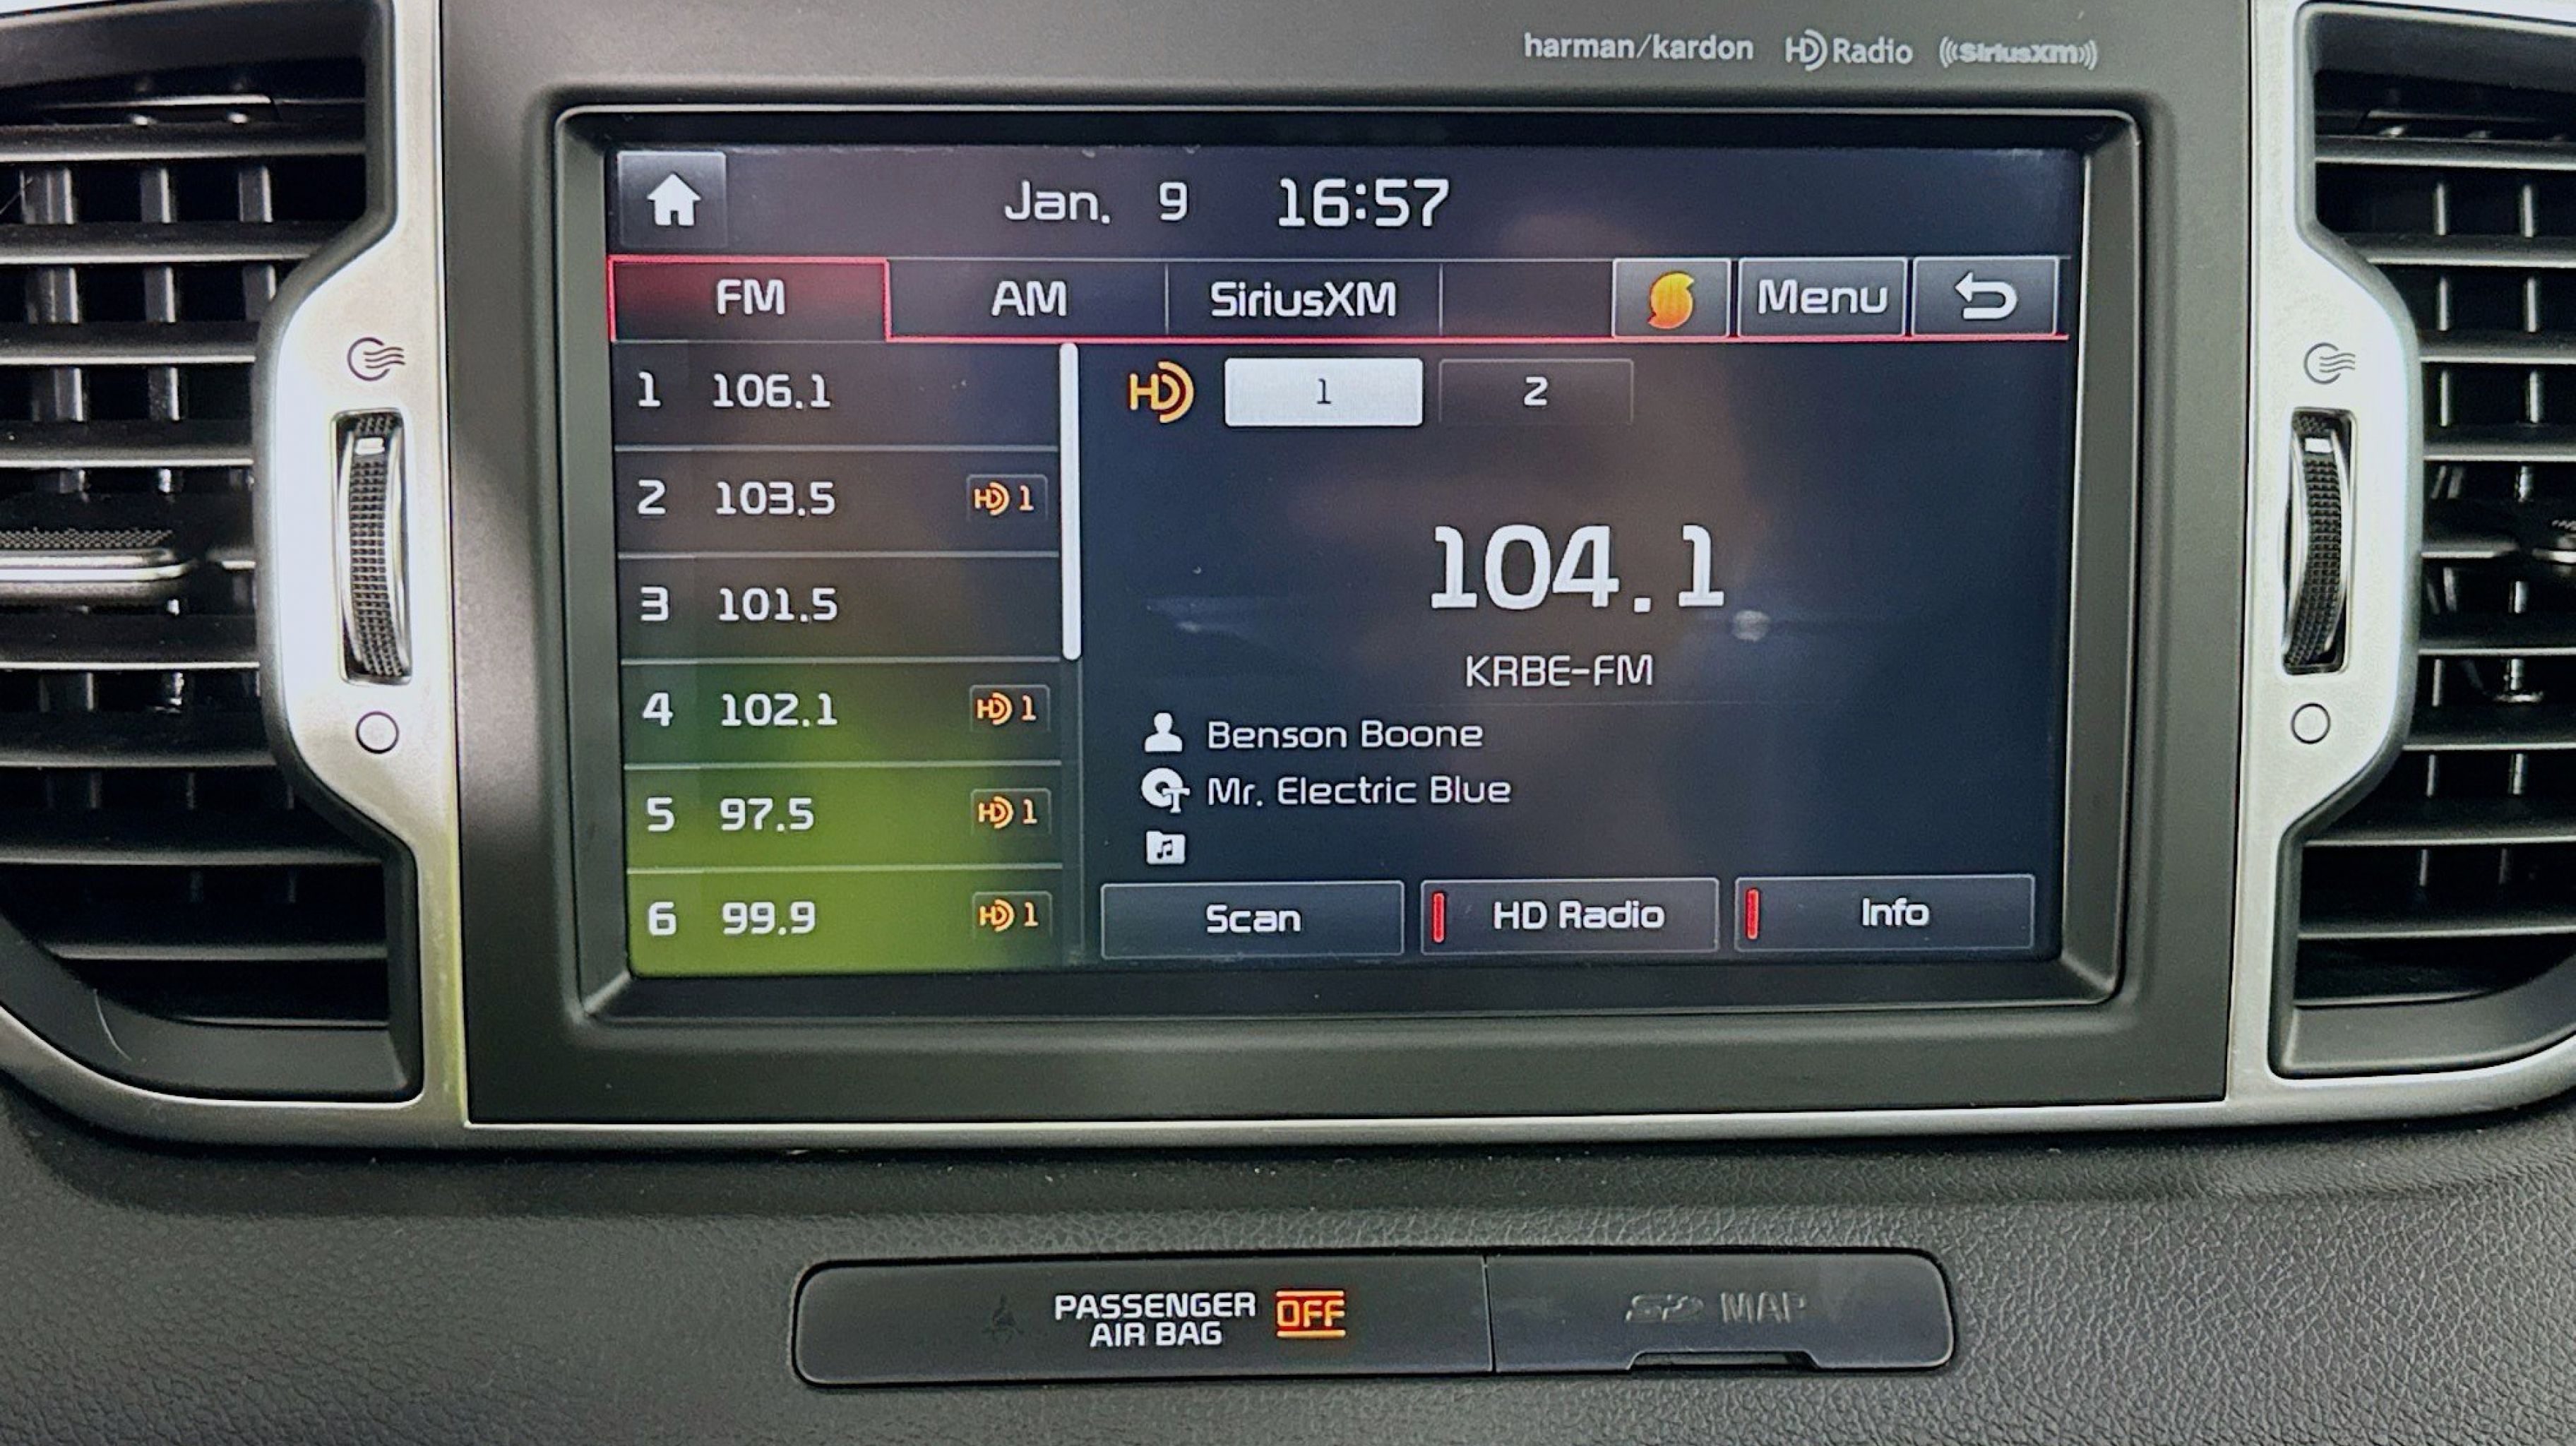 harman/kardon HD Radio ((SiriusXM))
Jan. 9 16:57
FM AM SiriusXM Menu
1 106.1
2 103.5 HD 1
3 101.5
4 102.1 HD 1
5 97.5 HD 1
6 99.9 HD 1
HD 1 2
104.1
KRBE-FM
Benson Boone
Mr. Electric Blue
Scan HD Radio Info
PASSENGER
AIR BAG OFF
SD MAP